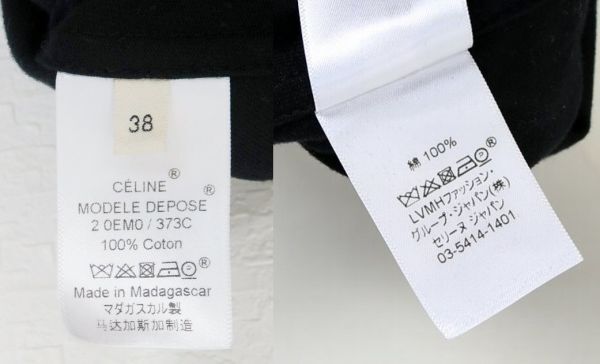 38
CÉLINE®
MODELE DEPOSE®
2 0EM0 / 373C
100% Coton
®
Made in Madagascar
マダガスカル製
马达加斯加制造
綿 100%
®
LVMHファッション・
グループ・ジャパン(株)
セリーヌ ジャパン
03-5414-1401